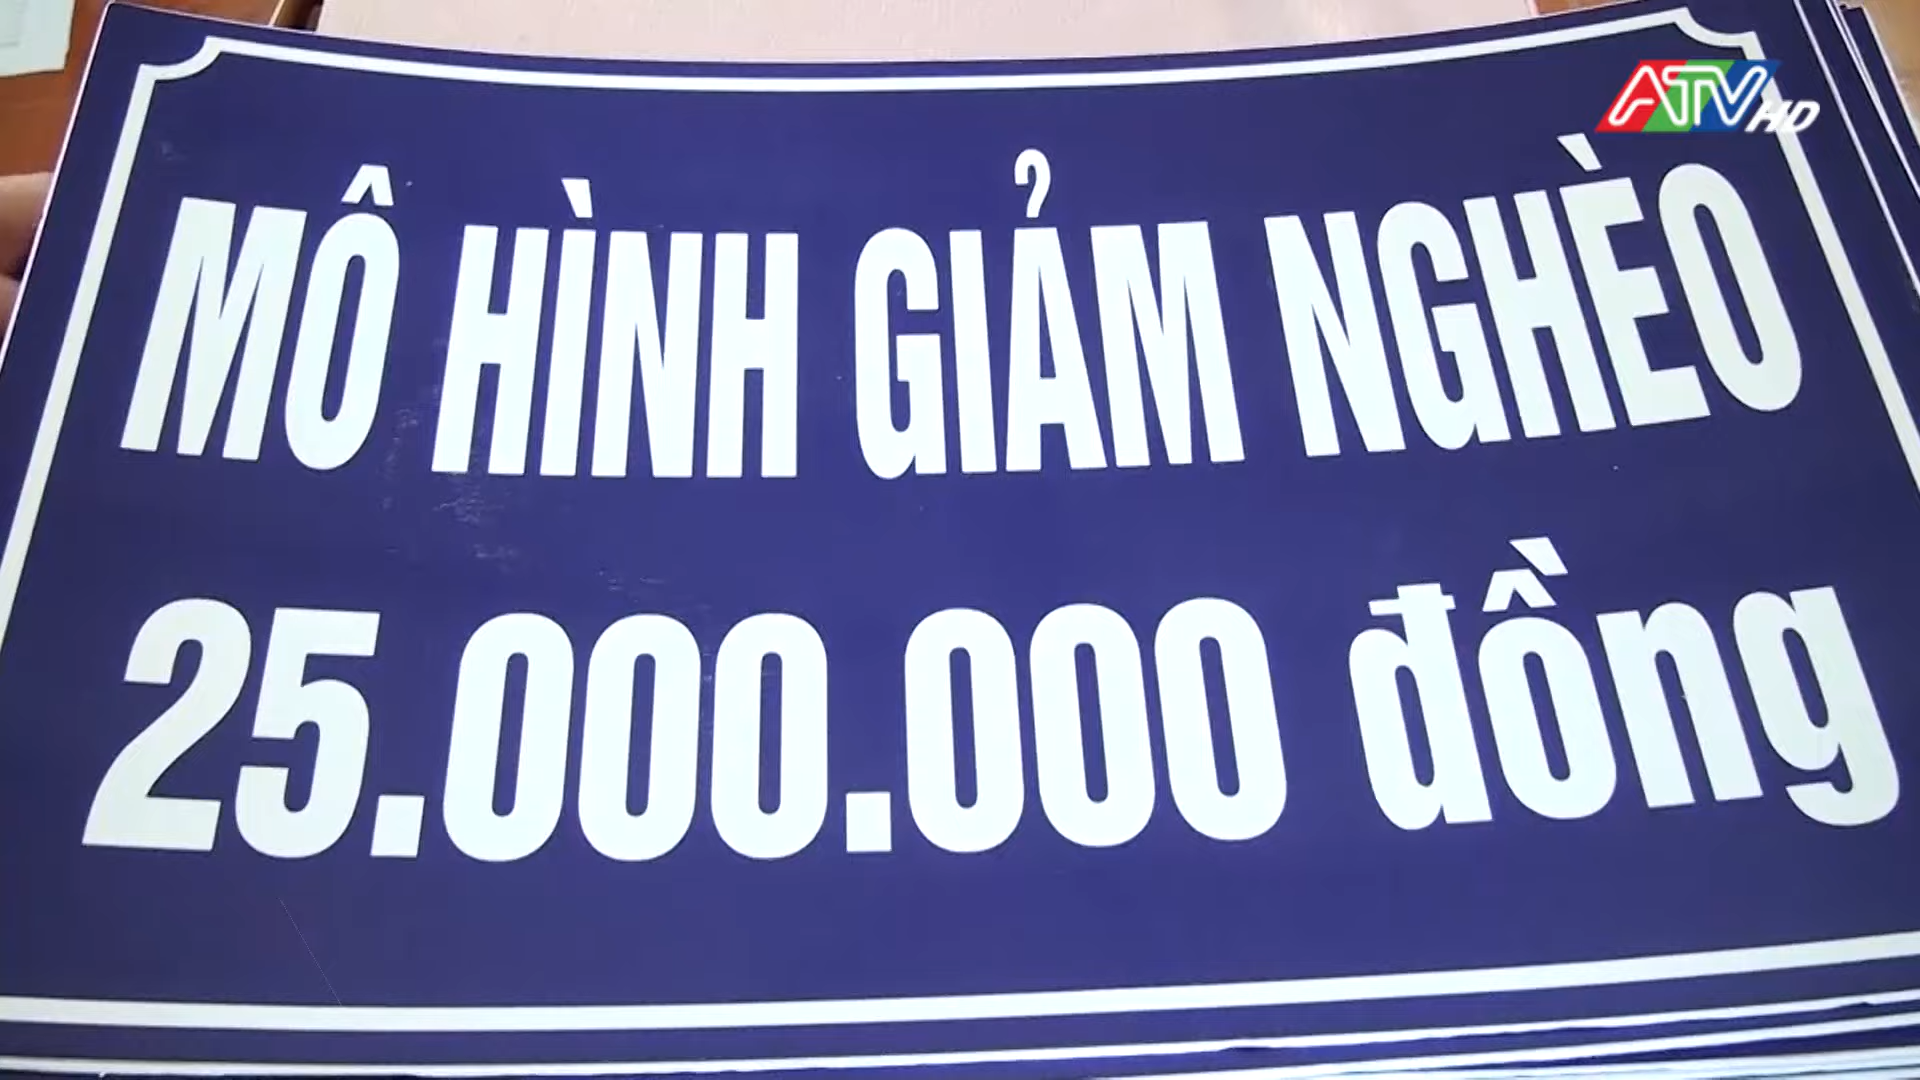 ATV HD
MÔ HÌNH GIẢM NGHÈO
25.000.000 đồng